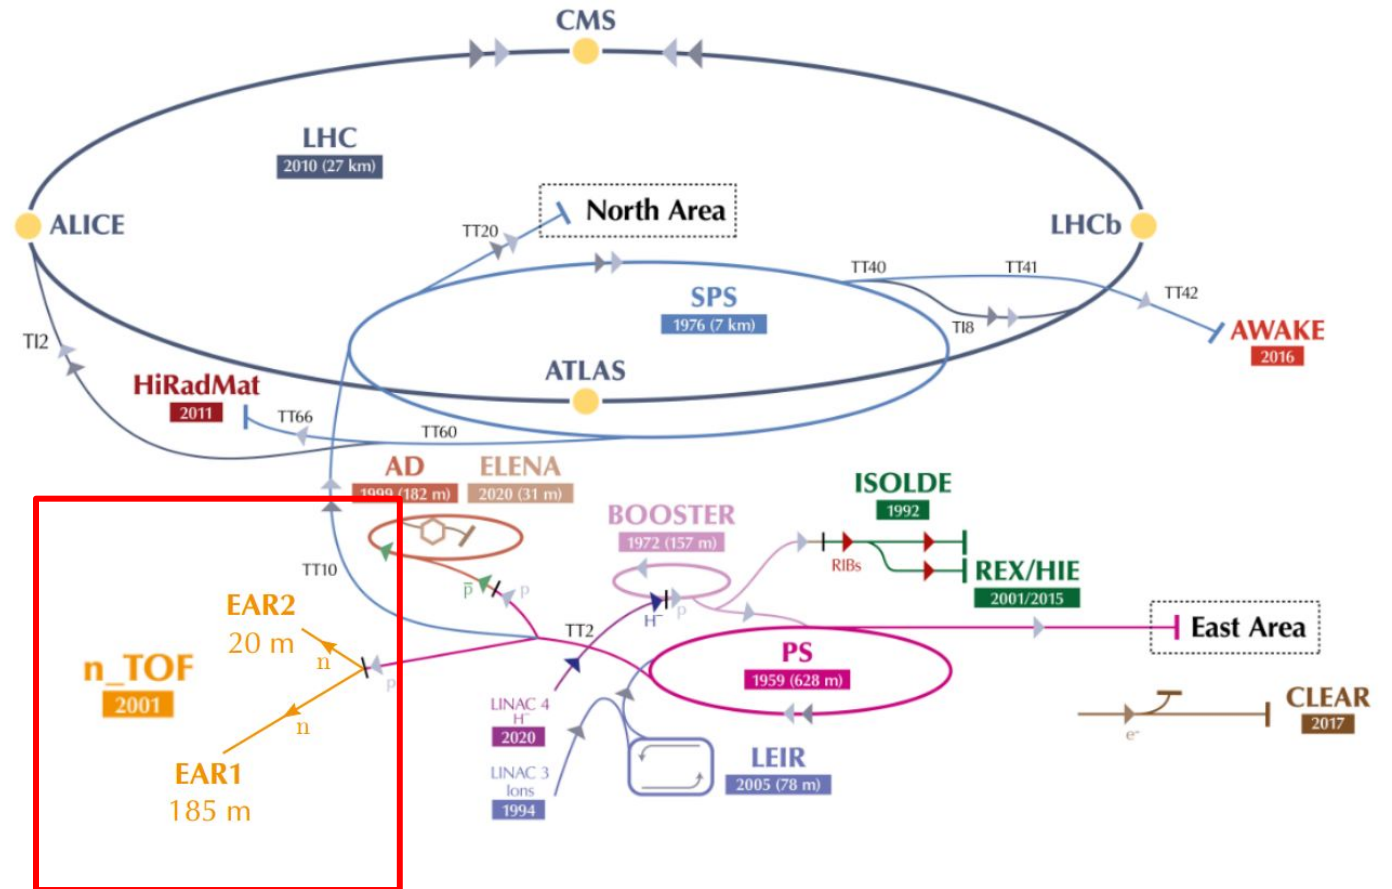 CMS
LHC
2010 (27 km)
North Area
ALICE
TT20
LHCb
TT40
TT41
SPS
1976 (7 km)
TT42
TI8
TI2
AWAKE
2016
ATLAS
HiRadMat
2011
TT66
TT60
AD
1999 (182 m)
ELENA
2020 (31 m)
ISOLDE
1992
BOOSTER
1972 (157 m)
RIBs
REX/HIE
2001/2015
TT10
p̅
p
H⁻
p
EAR2
20 m
n
TT2
East Area
n_TOF
2001
p
PS
1959 (628 m)
n
LINAC 4
H⁻
2020
CLEAR
2017
e-
EAR1
185 m
LINAC 3
Ions
1994
LEIR
2005 (78 m)